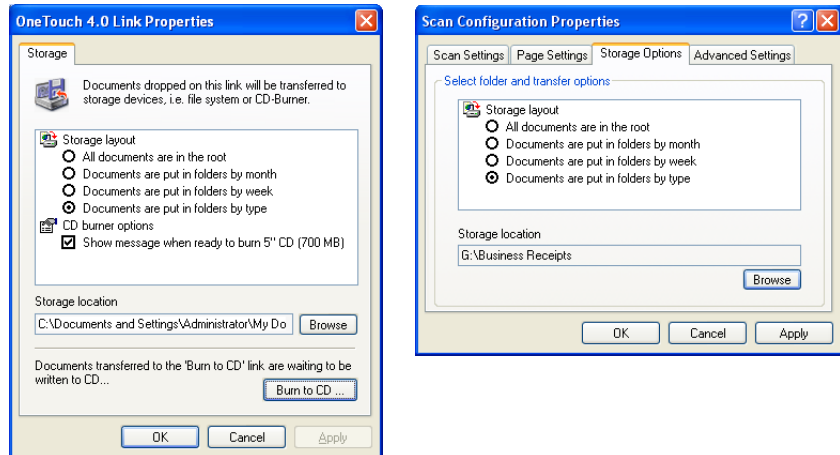 OneTouch 4.0 Link Properties
Storage
Documents dropped on this link will be transferred to
storage devices, i.e. file system or CD-Burner.
Storage layout
All documents are in the root
Documents are put in folders by month
Documents are put in folders by week
Documents are put in folders by type
CD burner options
Show message when ready to burn 5" CD (700 MB)
Storage location
C:\Documents and Settings\Administrator\My Do
Browse
Documents transferred to the 'Burn to CD' link are waiting to be
written to CD...
Burn to CD ...
OK Cancel Apply
Scan Configuration Properties
Scan Settings Page Settings Storage Options Advanced Settings
Select folder and transfer options
Storage layout
All documents are in the root
Documents are put in folders by month
Documents are put in folders by week
Documents are put in folders by type
Storage location
G:\Business Receipts
Browse
OK Cancel Apply